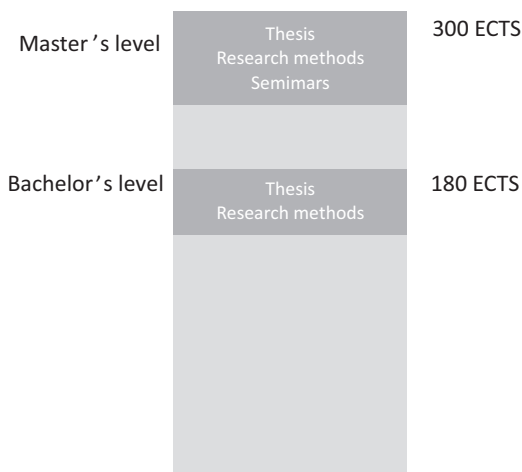 Master’s level
Thesis
Research methods
Semimars
300 ECTS
Bachelor’s level
Thesis
Research methods
180 ECTS